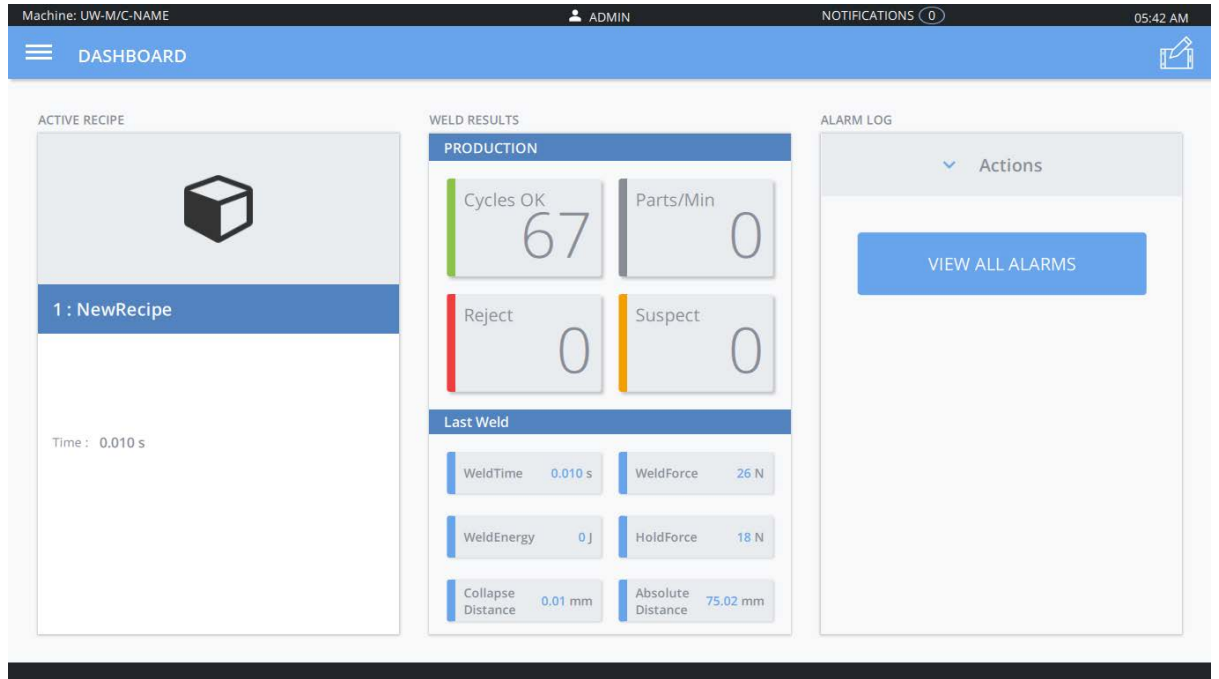 Machine: UW-M/C-NAME
ADMIN
NOTIFICATIONS 0
05:42 AM
DASHBOARD
ACTIVE RECIPE
1 : NewRecipe
Time : 0.010 s
WELD RESULTS
PRODUCTION
Cycles OK
67
Parts/Min
0
Reject
0
Suspect
0
Last Weld
WeldTime 0.010 s
WeldForce 26 N
WeldEnergy 0 J
HoldForce 18 N
Collapse
Distance
0.01 mm
Absolute
Distance
75.02 mm
ALARM LOG
Actions
VIEW ALL ALARMS